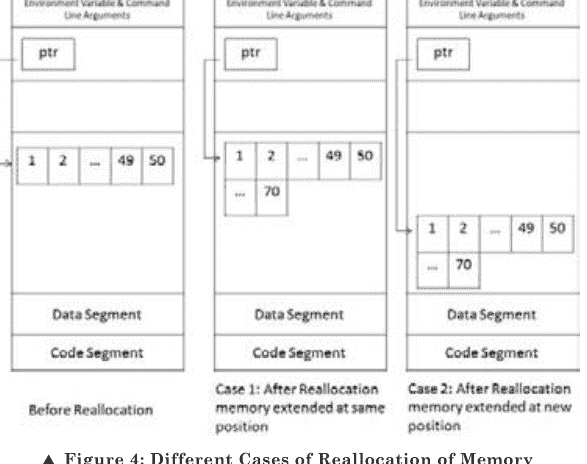 Environment Variable & Command
Line Arguments
ptr
1 2 ... 49 50
Data Segment
Code Segment
Before Reallocation
Environment Variable & Command
Line Arguments
ptr
1 2 ... 49 50
... 70
Data Segment
Code Segment
Case 1: After Reallocation
memory extended at same
position
Environment Variable & Command
Line Arguments
ptr
1 2 ... 49 50
... 70
Data Segment
Code Segment
Case 2: After Reallocation
memory extended at new
position
▲ Figure 4: Different Cases of Reallocation of Memory